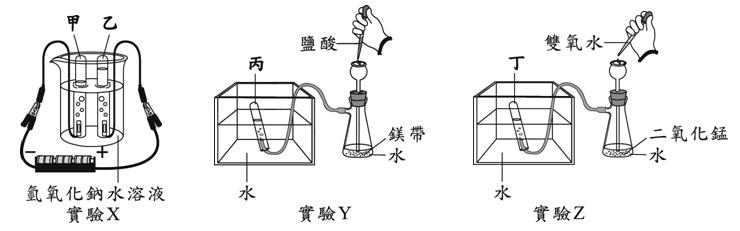 甲 乙
− +
氫氧化鈉水溶液
實驗X
鹽酸
丙
鎂帶
水
水
實驗Y
雙氧水
丁
二氧化錳
水
水
實驗Z